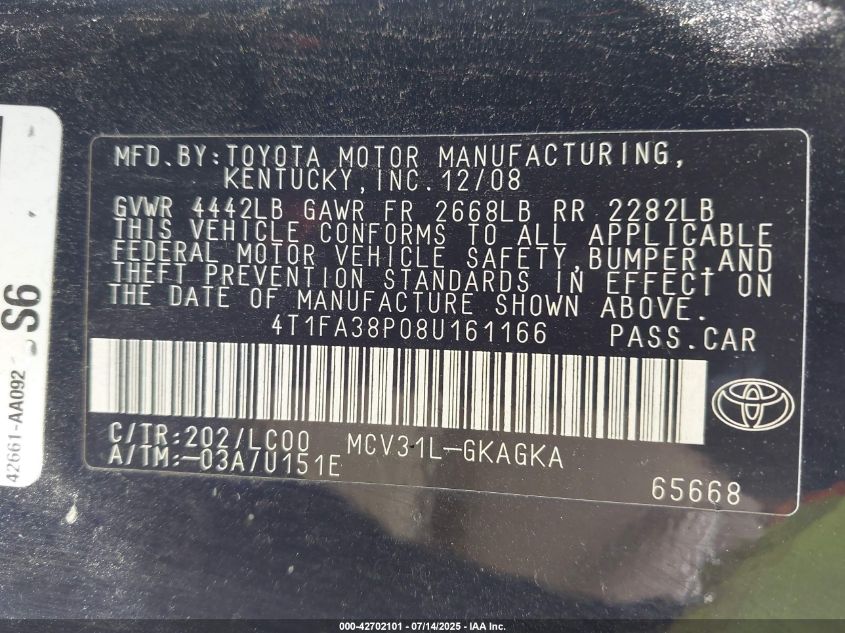 MFD.BY:TOYOTA MOTOR MANUFACTURING,
KENTUCKY,INC.12/08
GVWR 4442LB GAWR FR 2668LB RR 2282LB
THIS VEHICLE CONFORMS TO ALL APPLICABLE
FEDERAL MOTOR VEHICLE SAFETY,BUMPER,AND
THEFT PREVENTION STANDARDS IN EFFECT ON
THE DATE OF MANUFACTURE SHOWN ABOVE.
4T1FA38P08U161166 PASS.CAR
C/TR:202/LC00 MCV31L-GKAGKA
A/TM:-03A/U151E
65668
S6
42661-AA092
000-42702101 - 07/14/2025 - IAA Inc.